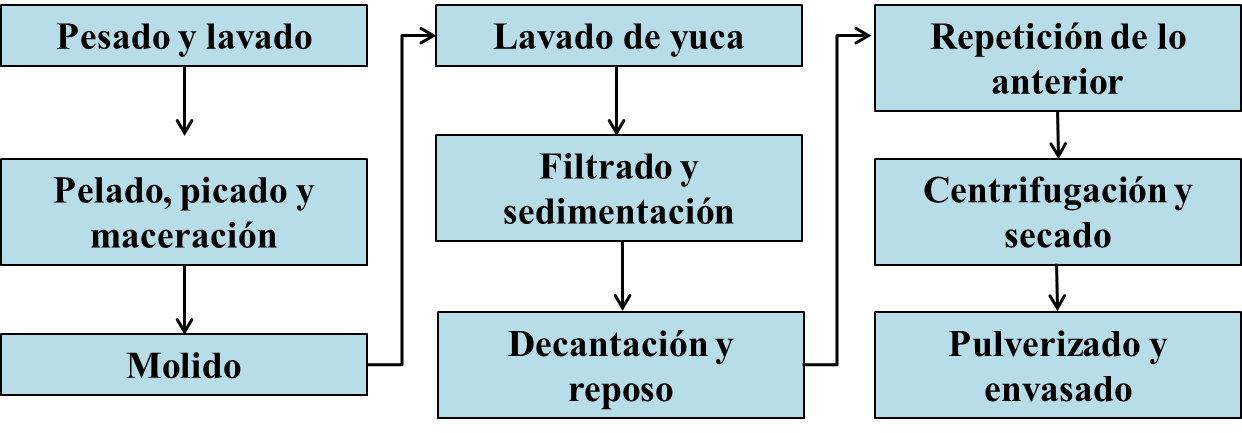 Pesado y lavado
Pelado, picado y
maceración
Molido
Lavado de yuca
Filtrado y
sedimentación
Decantación y
reposo
Repetición de lo
anterior
Centrifugación y
secado
Pulverizado y
envasado